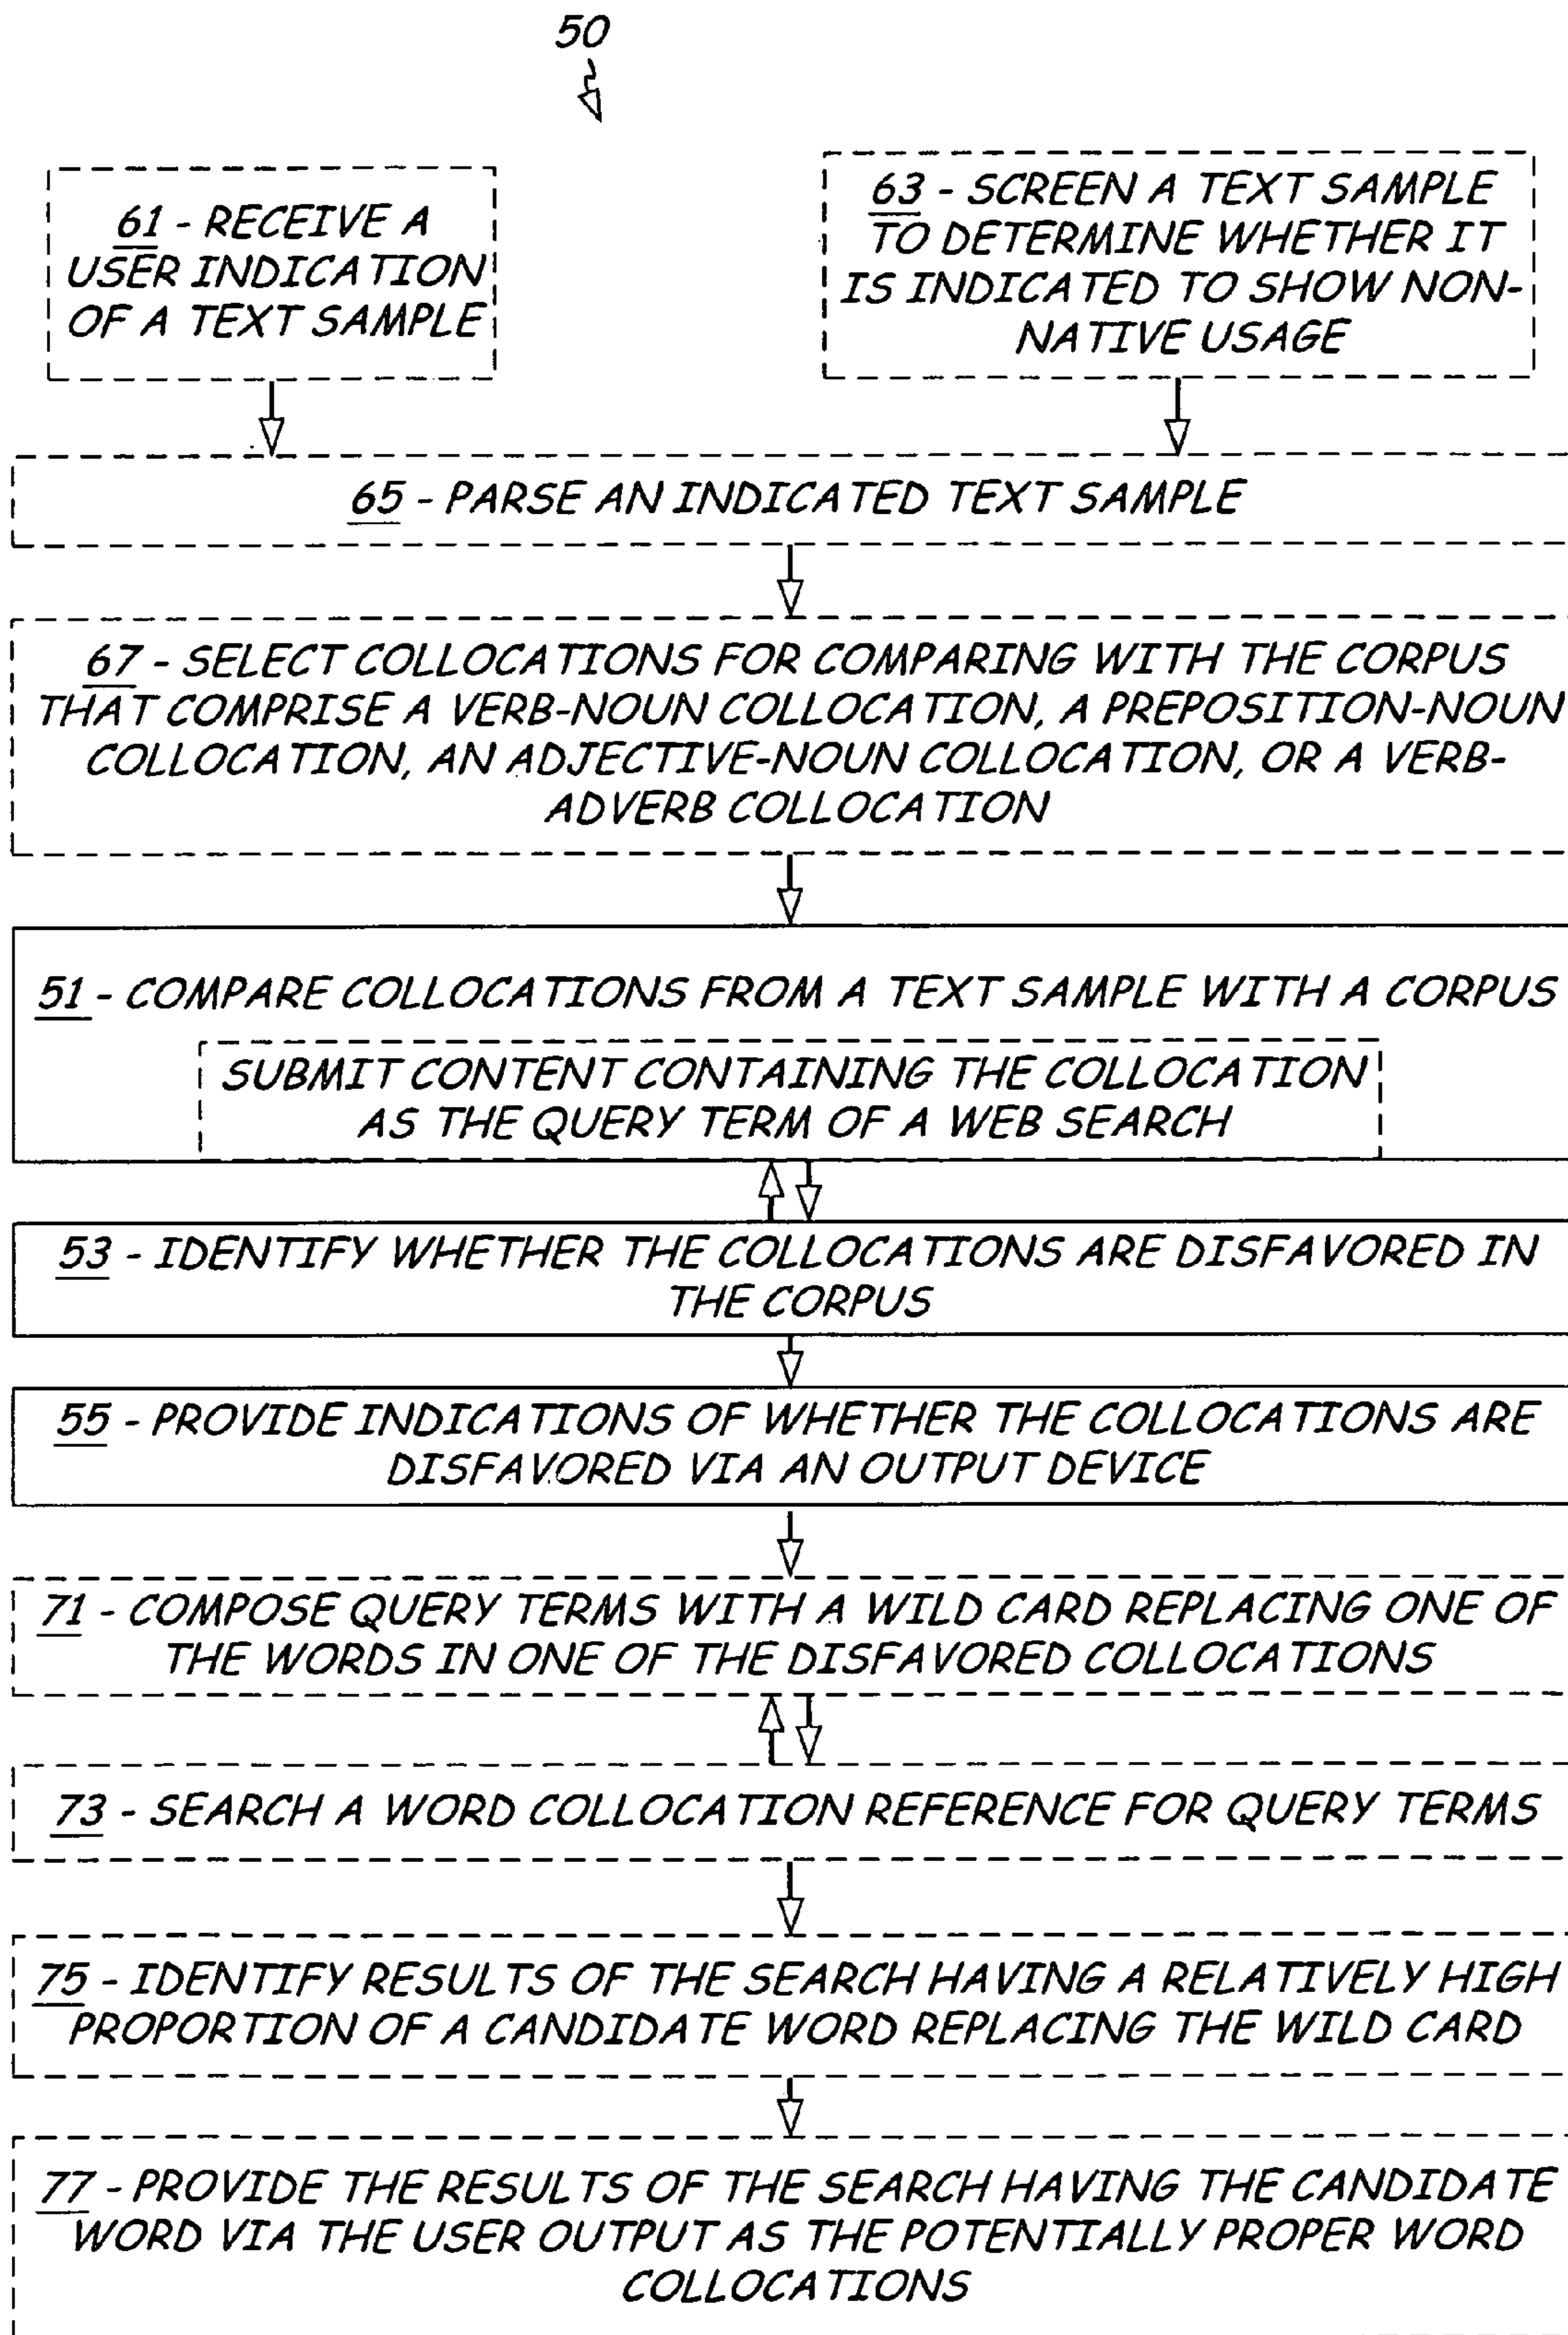 50
61 - RECEIVE A
USER INDICATION
OF A TEXT SAMPLE
63 - SCREEN A TEXT SAMPLE
TO DETERMINE WHETHER IT
IS INDICATED TO SHOW NON-
NATIVE USAGE
65 - PARSE AN INDICATED TEXT SAMPLE
67 - SELECT COLLOCATIONS FOR COMPARING WITH THE CORPUS
THAT COMPRISE A VERB-NOUN COLLOCATION, A PREPOSITION-NOUN
COLLOCATION, AN ADJECTIVE-NOUN COLLOCATION, OR A VERB-
ADVERB COLLOCATION
51 - COMPARE COLLOCATIONS FROM A TEXT SAMPLE WITH A CORPUS
SUBMIT CONTENT CONTAINING THE COLLOCATION
AS THE QUERY TERM OF A WEB SEARCH
53 - IDENTIFY WHETHER THE COLLOCATIONS ARE DISFAVORED IN
THE CORPUS
55 - PROVIDE INDICATIONS OF WHETHER THE COLLOCATIONS ARE
DISFAVORED VIA AN OUTPUT DEVICE
71 - COMPOSE QUERY TERMS WITH A WILD CARD REPLACING ONE OF
THE WORDS IN ONE OF THE DISFAVORED COLLOCATIONS
73 - SEARCH A WORD COLLOCATION REFERENCE FOR QUERY TERMS
75 - IDENTIFY RESULTS OF THE SEARCH HAVING A RELATIVELY HIGH
PROPORTION OF A CANDIDATE WORD REPLACING THE WILD CARD
77 - PROVIDE THE RESULTS OF THE SEARCH HAVING THE CANDIDATE
WORD VIA THE USER OUTPUT AS THE POTENTIALLY PROPER WORD
COLLOCATIONS